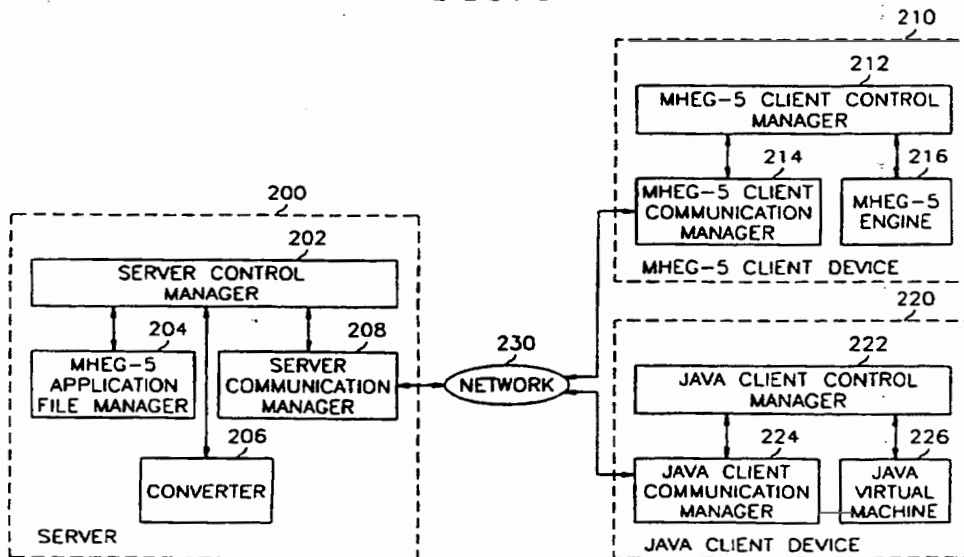 210
212
MHEG-5 CLIENT CONTROL
MANAGER
214
216
MHEG-5 CLIENT
COMMUNICATION
MANAGER
MHEG-5
ENGINE
MHEG-5 CLIENT DEVICE
200
202
SERVER CONTROL
MANAGER
204
208
MHEG-5
APPLICATION
FILE MANAGER
SERVER
COMMUNICATION
MANAGER
206
CONVERTER
SERVER
230
NETWORK
220
222
JAVA CLIENT CONTROL
MANAGER
224
226
JAVA CLIENT
COMMUNICATION
MANAGER
JAVA
VIRTUAL
MACHINE
JAVA CLIENT DEVICE